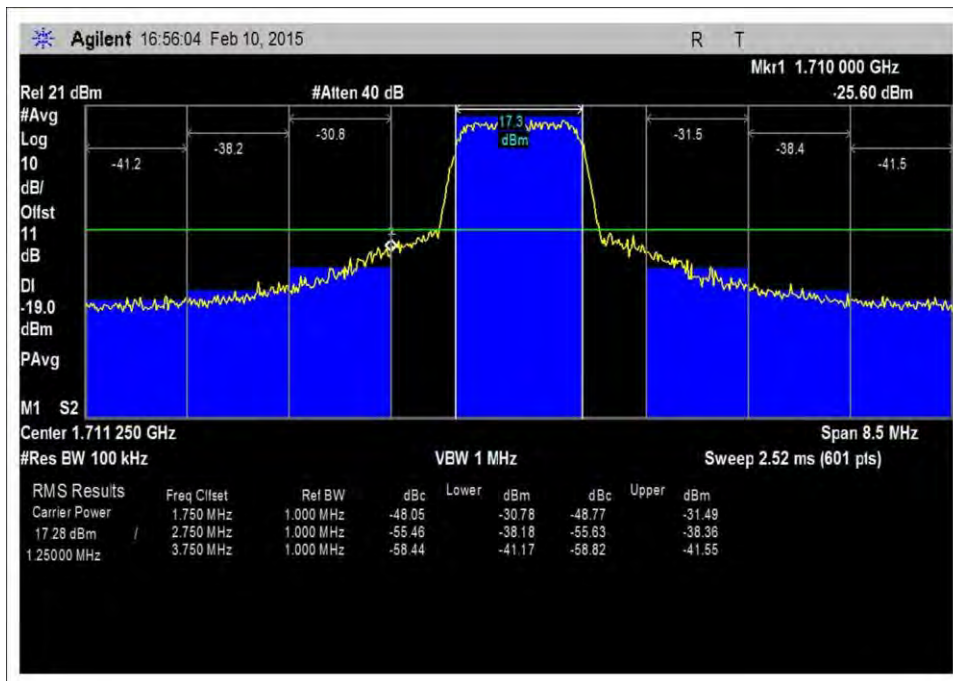 Agilent 16:56:04 Feb 10, 2015 R T
Mkr1 1.710 000 GHz
Rel 21 dBm #Atten 40 dB -25.60 dBm
#Avg
Log
10
dB/
Offst
11
dB
DI
-19.0
dBm
PAvg
M1 S2
-41.2 -38.2 -30.8 17.3 dBm -31.5 -38.4 -41.5
1
Center 1.711 250 GHz Span 8.5 MHz
#Res BW 100 kHz VBW 1 MHz Sweep 2.52 ms (601 pts)
RMS Results Freq Offset Ref BW dBc Lower dBm dBc Upper dBm
Carrier Power 1.750 MHz 1.000 MHz -48.05 -30.78 -48.77 -31.49
17.28 dBm / 2.750 MHz 1.000 MHz -55.46 -38.18 -55.63 -38.36
1.25000 MHz 3.750 MHz 1.000 MHz -58.44 -41.17 -58.82 -41.55